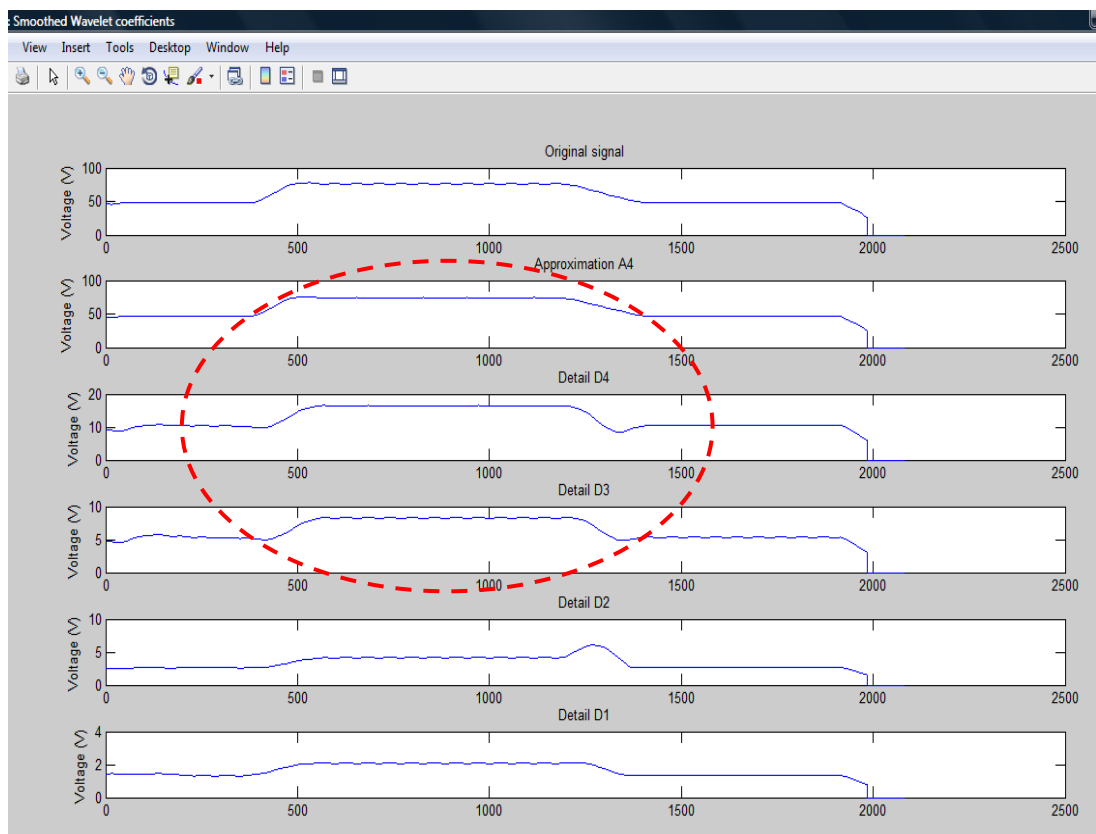 : Smoothed Wavelet coefficients
View Insert Tools Desktop Window Help
Original signal
Voltage (V)
100
50
0
0 500 1000 1500 2000 2500
Approximation A4
Voltage (V)
100
50
0
0 500 1000 1500 2000 2500
Detail D4
Voltage (V)
20
10
0
0 500 1000 1500 2000 2500
Detail D3
Voltage (V)
10
5
0
0 500 1000 1500 2000 2500
Detail D2
Voltage (V)
10
5
0
0 500 1000 1500 2000 2500
Detail D1
Voltage (V)
4
2
0
0 500 1000 1500 2000 2500